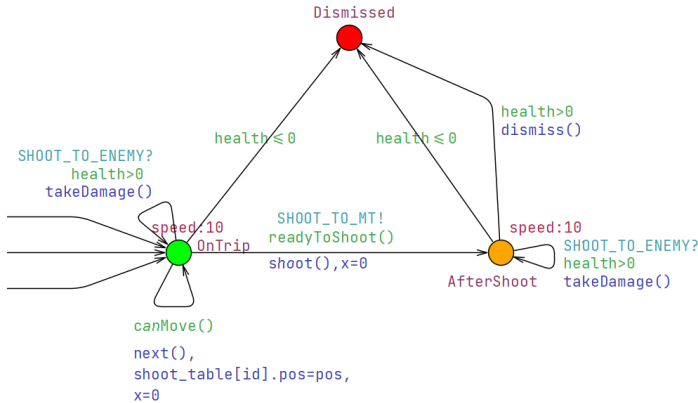 Dismissed
health>0
dismiss()
health≤0
health≤0
SHOOT_TO_ENEMY?
health>0
takeDamage()
speed:10
OnTrip
SHOOT_TO_MT!
readyToShoot()
shoot(),x=0
speed:10
SHOOT_TO_ENEMY?
health>0
takeDamage()
AfterShoot
canMove()
next(),
shoot_table[id].pos=pos,
x=0